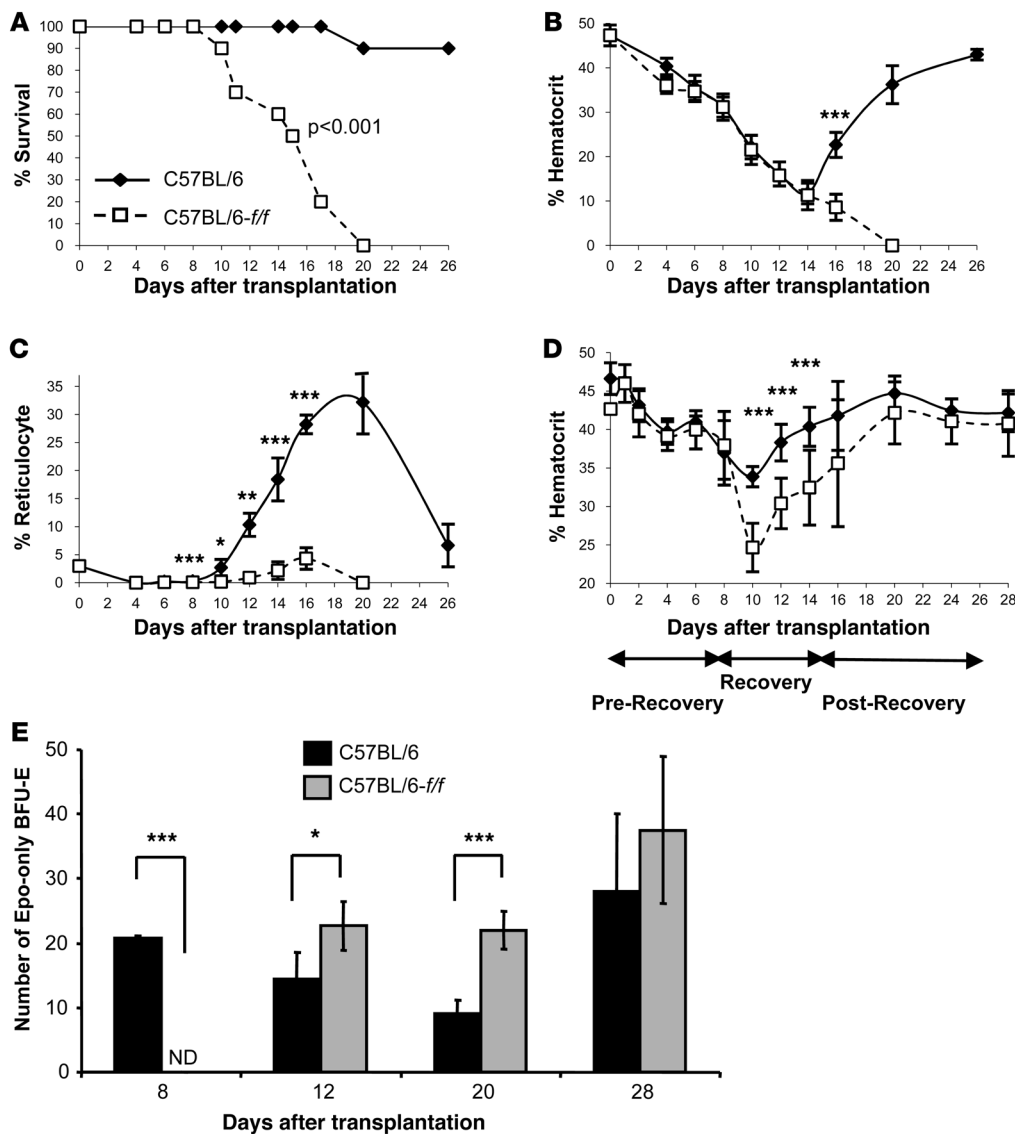 A
100
90
80
70
60
50
40
30
20
10
0
% Survival
p<0.001
C57BL/6
C57BL/6-f/f
0 2 4 6 8 10 12 14 16 18 20 22 24 26
Days after transplantation
B
50
40
30
20
10
0
% Hematocrit
***
0 2 4 6 8 10 12 14 16 18 20 22 24 26
Days after transplantation
C
35
30
25
20
15
10
5
0
% Reticulocyte
*** * ** *** ***
0 2 4 6 8 10 12 14 16 18 20 22 24 26
Days after transplantation
D
50
45
40
35
30
25
20
% Hematocrit
*** *** ***
0 2 4 6 8 10 12 14 16 18 20 22 24 26 28
Days after transplantation
Pre-Recovery
Recovery
Post-Recovery
E
50
40
30
20
10
0
Number of Epo-only BFU-E
C57BL/6
C57BL/6-f/f
***
*
***
ND
8 12 20 28
Days after transplantation